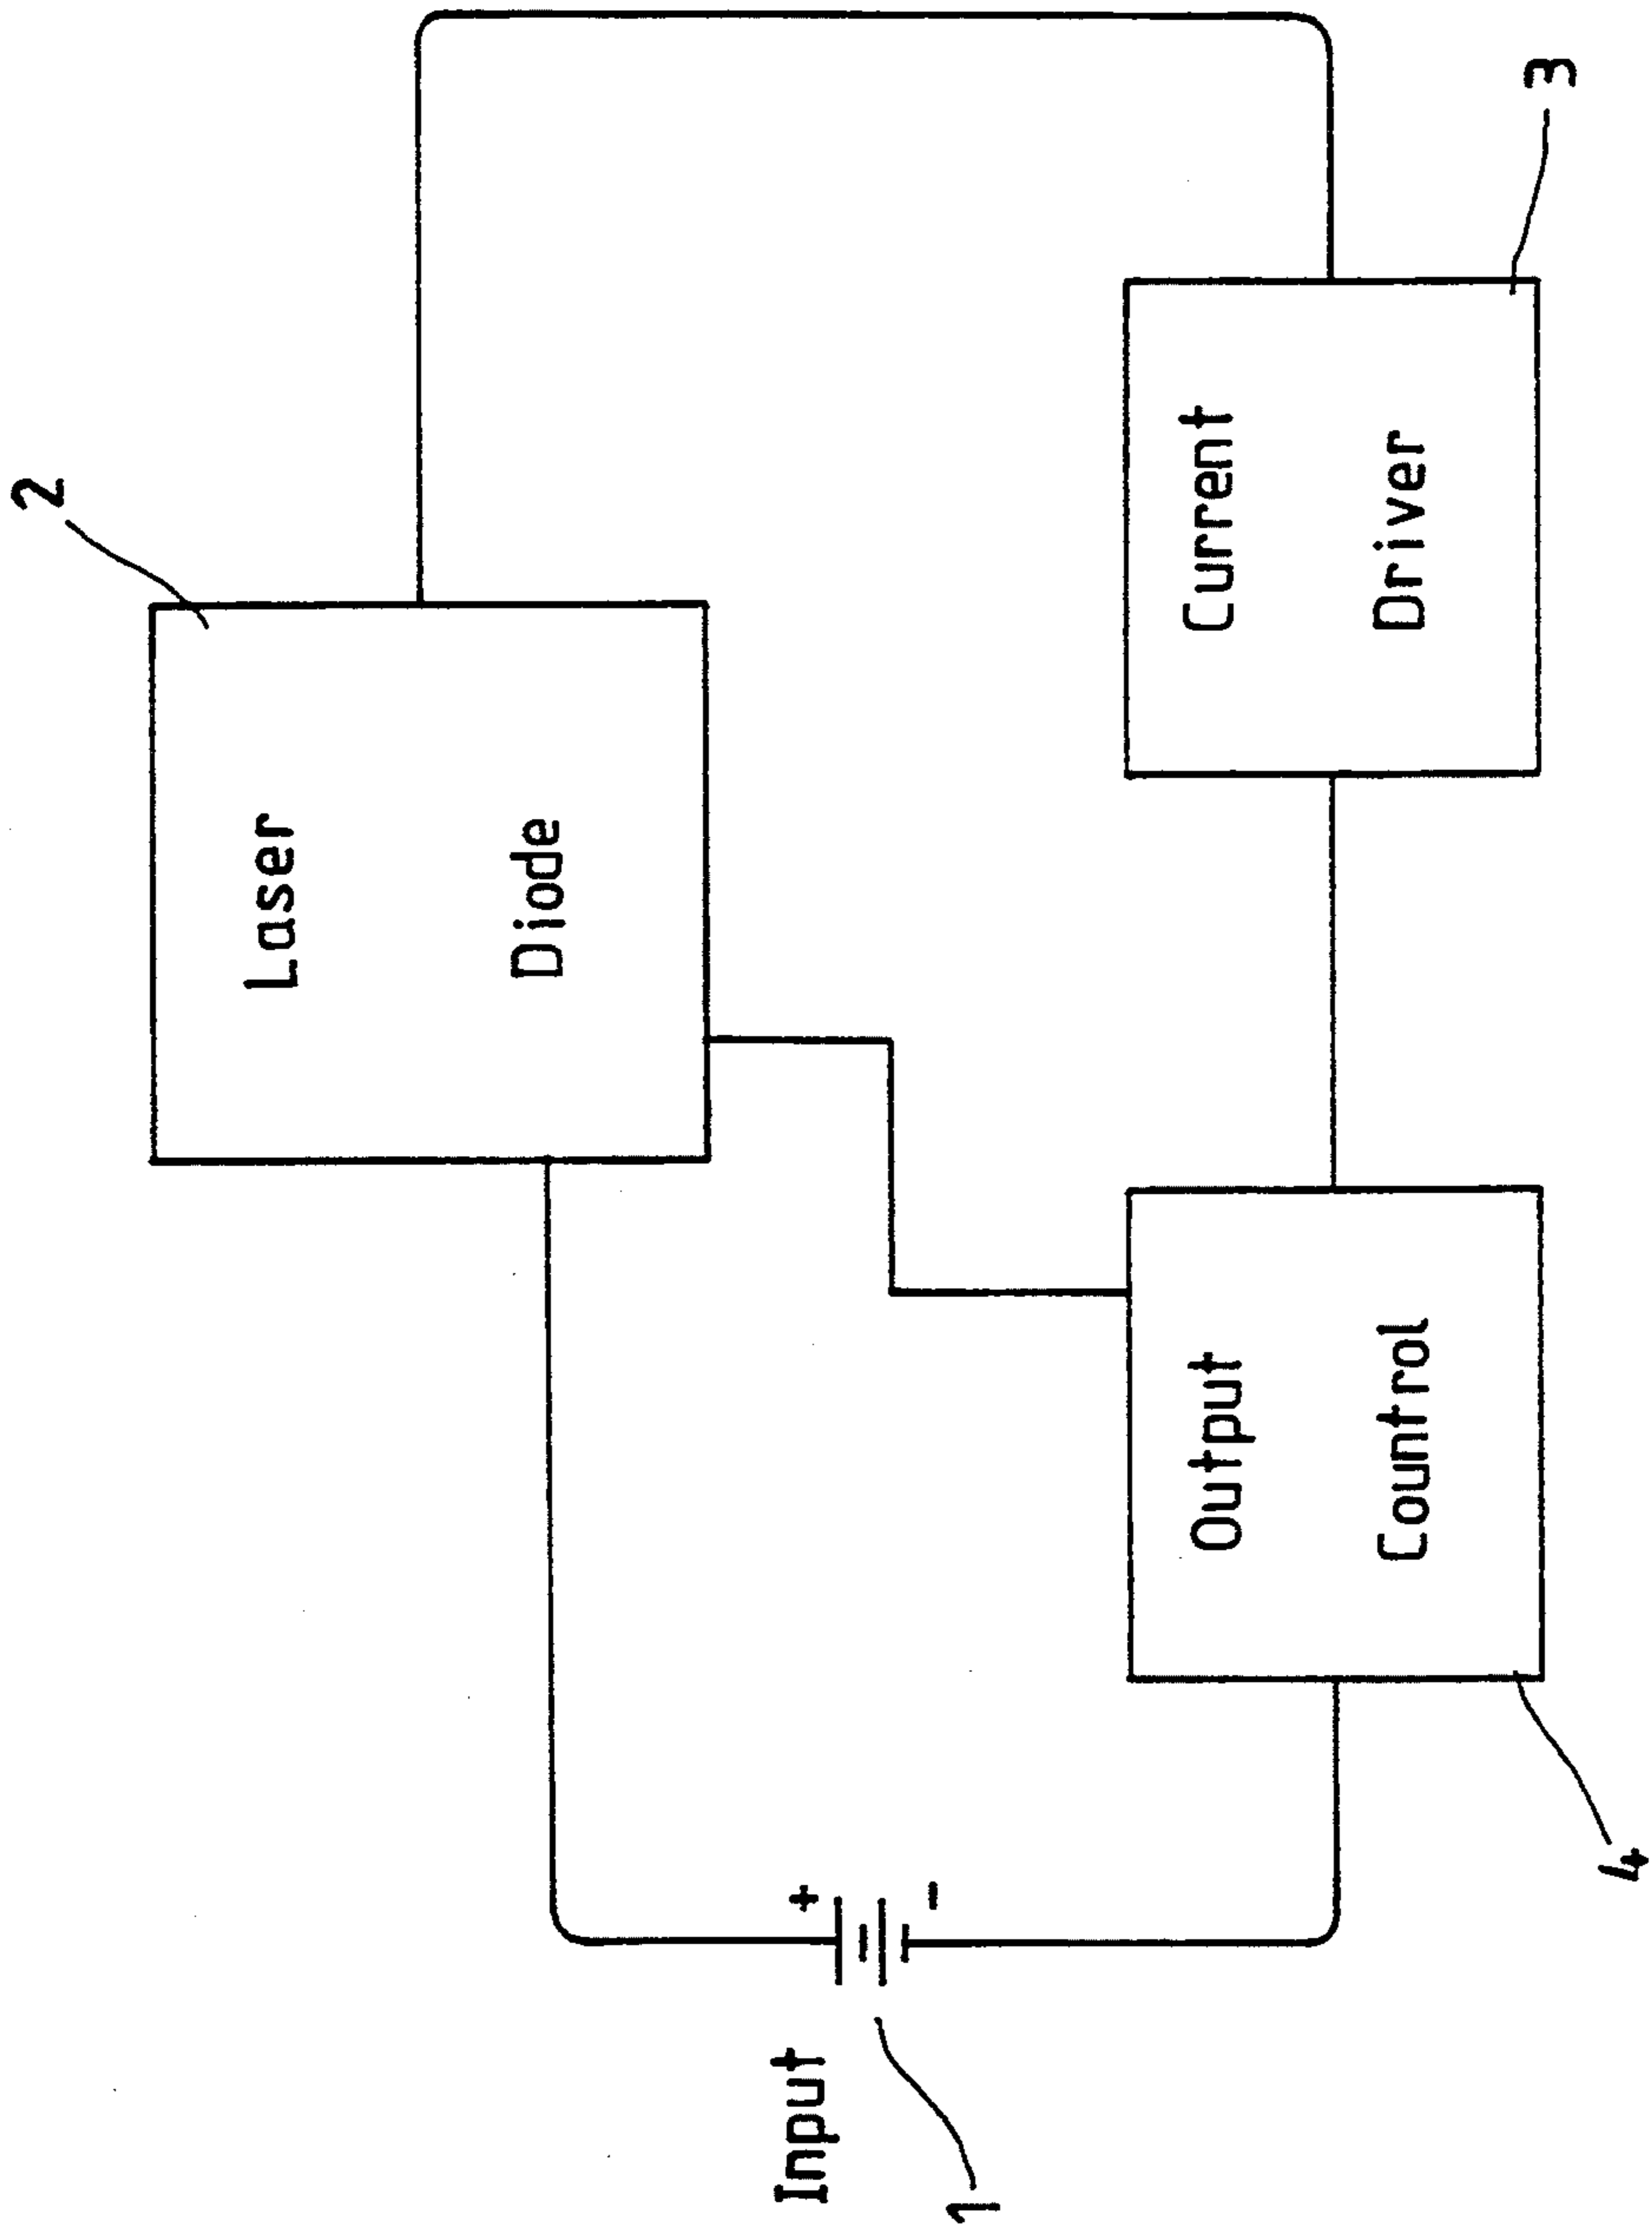 2
Laser
Diode
3
Current
Driver
Output
Countrol
4
+
-
Input
1